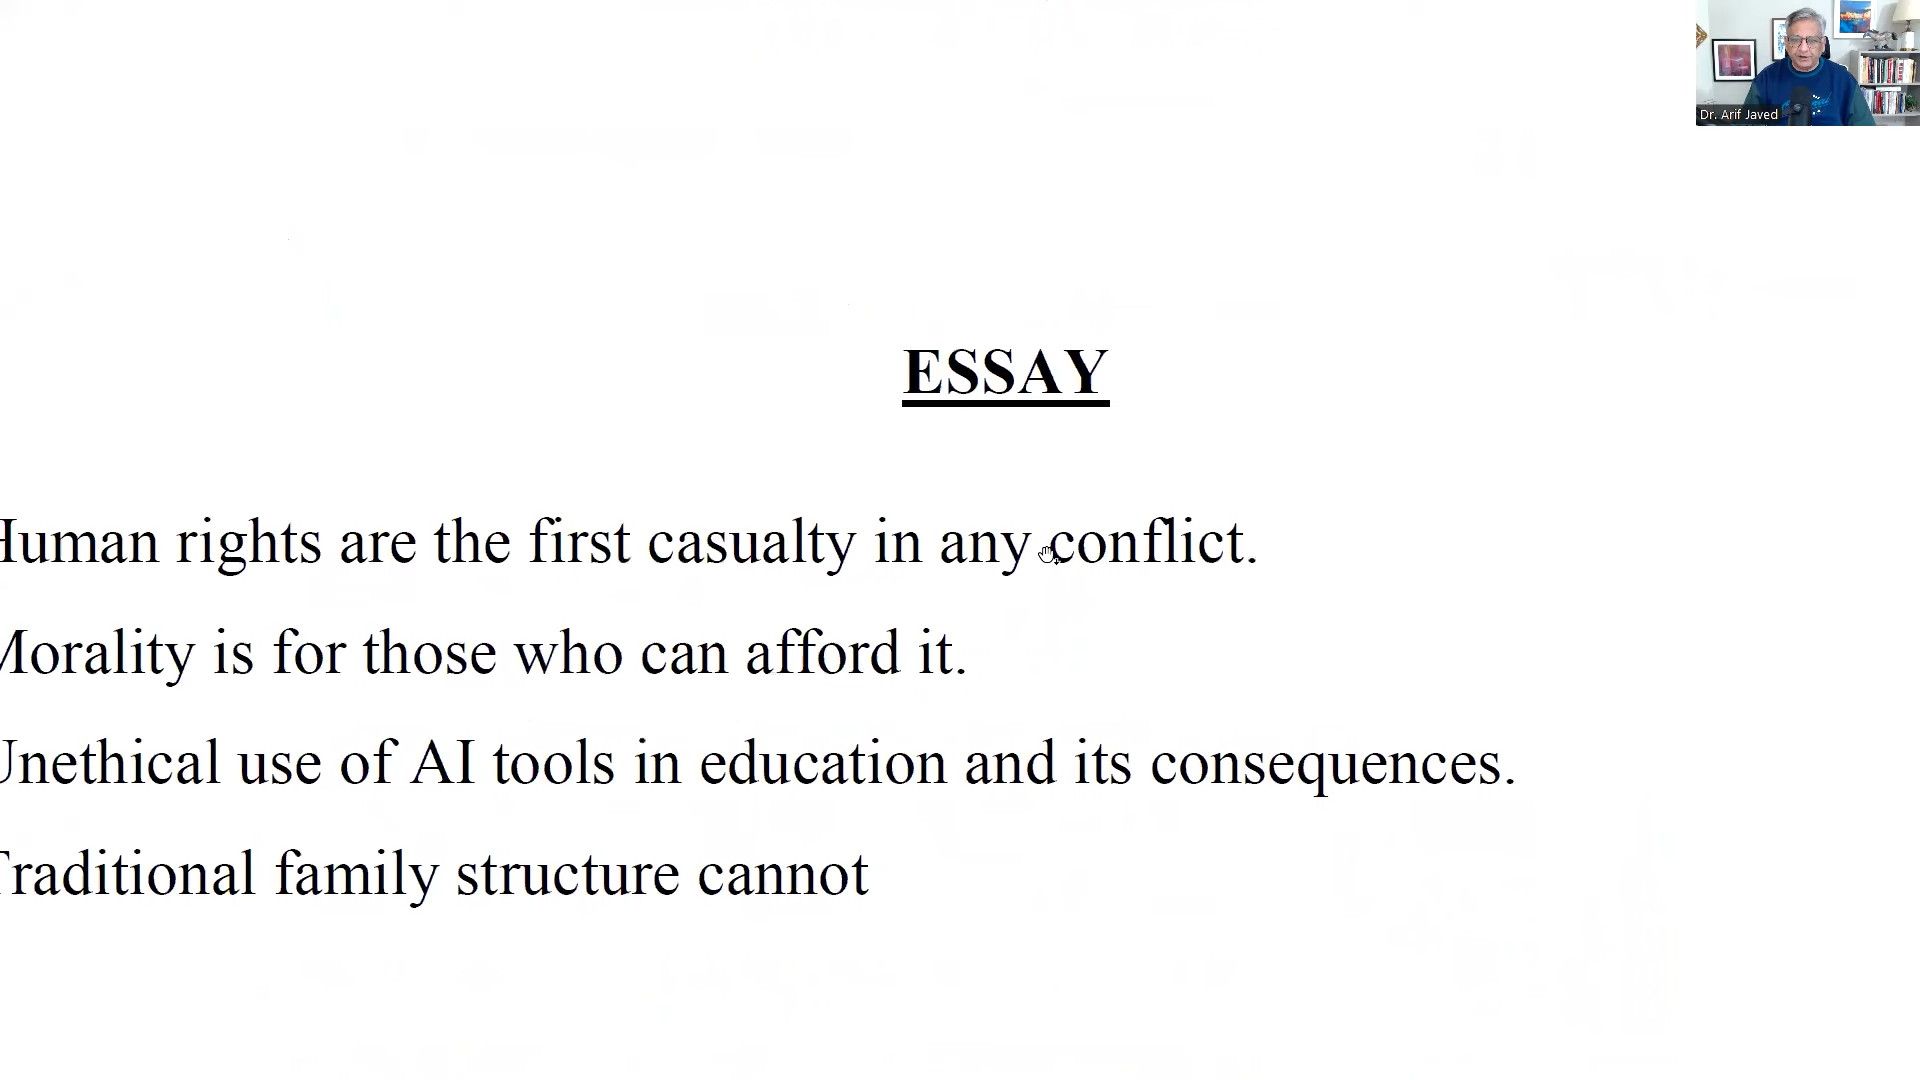 Dr. Arif Javed
ESSAY
Human rights are the first casualty in any conflict.
Morality is for those who can afford it.
Unethical use of AI tools in education and its consequences.
Traditional family structure cannot